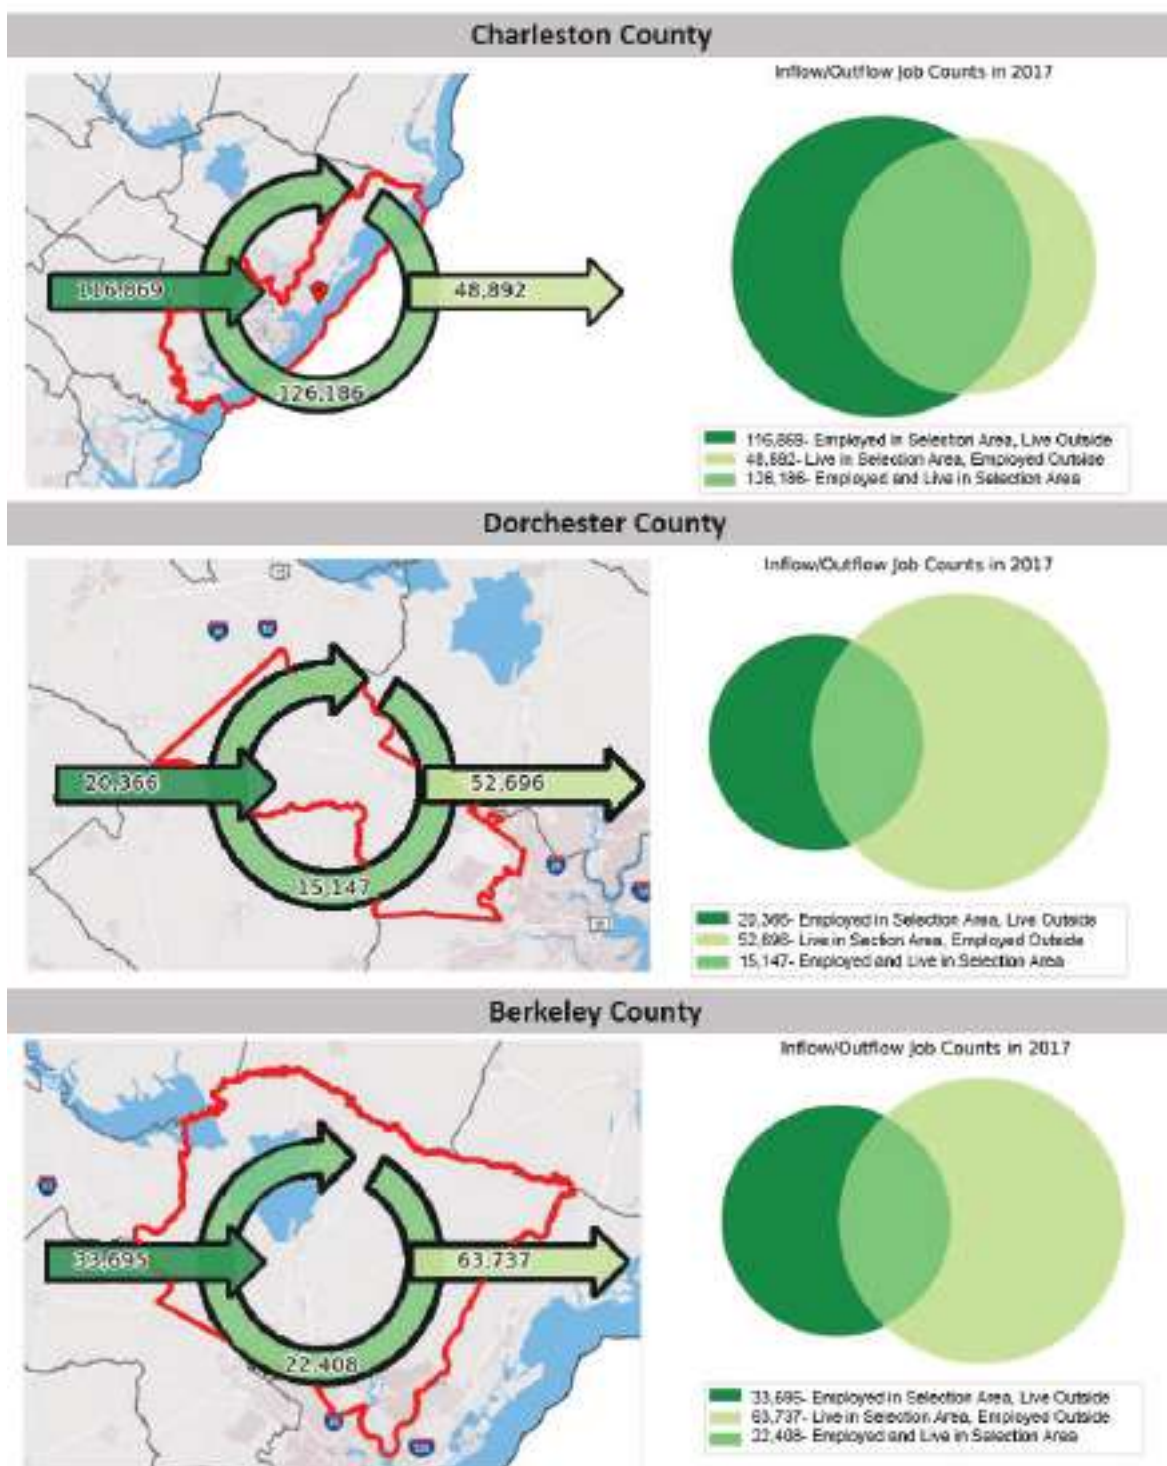 Charleston County
Inflow/Outflow Job Counts in 2017
116,869
48,892
126,186
116,869- Employed in Selection Area, Live Outside
48,892- Live in Selection Area, Employed Outside
126,186- Employed and Live in Selection Area
Dorchester County
Inflow/Outflow Job Counts in 2017
20,366
52,696
15,147
20,366- Employed in Selection Area, Live Outside
52,696- Live in Section Area, Employed Outside
15,147- Employed and Live in Selection Area
Berkeley County
Inflow/Outflow Job Counts in 2017
33,695
63,737
22,408
33,695- Employed in Selection Area, Live Outside
63,737- Live in Selection Area, Employed Outside
22,408- Employed and Live in Selection Area